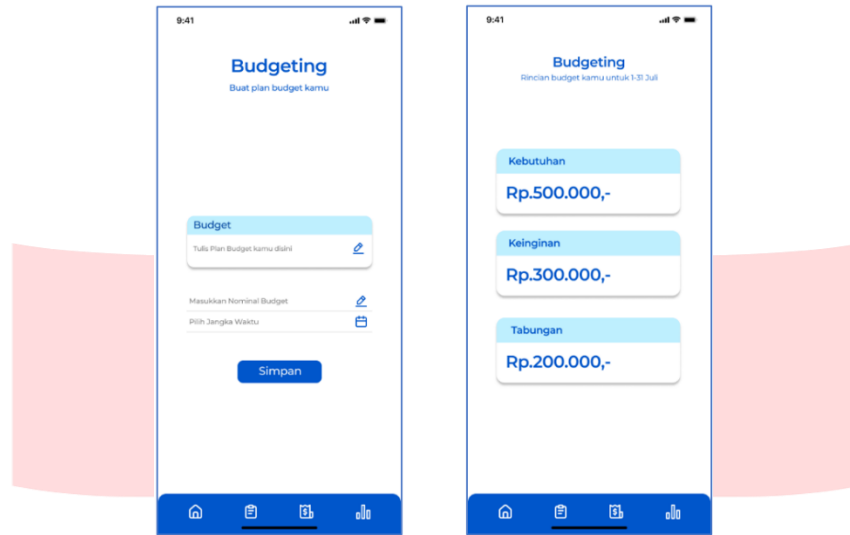 9:41
Budgeting
Buat plan budget kamu
Budget
Tulis Plan Budget kamu disini
Masukkan Nominal Budget
Pilih Jangka Waktu
Simpan
9:41
Budgeting
Rincian budget kamu untuk 1-31 Juli
Kebutuhan
Rp.500.000,-
Keinginan
Rp.300.000,-
Tabungan
Rp.200.000,-